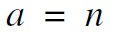 a = n